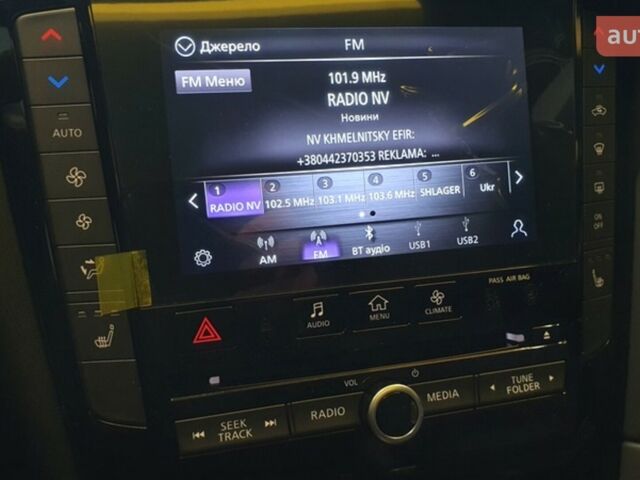 Джерело
FM
auto
FM Меню
101.9 MHz
RADIO NV
Новини
NV KHMELNITSKY EFIR:
+380442370353 REKLAMA: ...
1 2 3 4 5 6
RADIO NV 102.5 MHz 103.1 MHz 103.6 MHz SHLAGER Ukr
AM FM BT аудіо USB1 USB2
AUTO
ON
OFF
PASS AIR BAG
AUDIO MENU CLIMATE
VOL
SEEK
TRACK
RADIO
MEDIA
TUNE
FOLDER